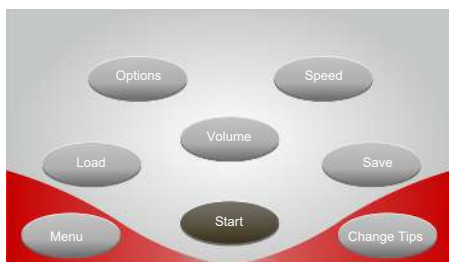 Options
Speed
Volume
Load
Save
Start
Menu
Change Tips